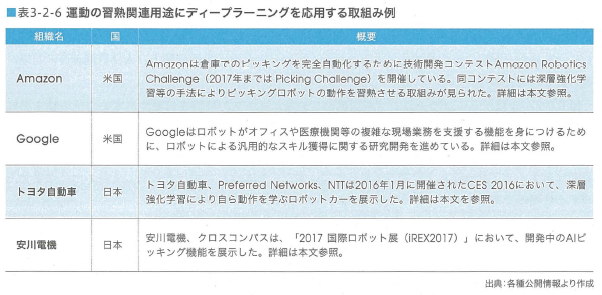 ■表3-2-6 運動の習熟関連用途にディープラーニングを応用する取組み例
組織名 国 概要
Amazon 米国 Amazonは倉庫でのピッキングを完全自動化するために技術開発コンテストAmazon Robotics
Challenge（2017年まではPicking Challenge）を開催している。同コンテストには深層強化学
習等の手法によりピッキングロボットの動作を習熟させる取組みが見られた。詳細は本文参照。
Google 米国 Googleはロボットがオフィスや医療機関等の複雑な現場業務を支援する機能を身につけるため
に、ロボットによる汎用的なスキル獲得に関する研究開発を進めている。詳細は本文参照。
トヨタ自動車 日本 トヨタ自動車、Preferred Networks、NTTは2016年1月に開催されたCES 2016において、深層
強化学習により自ら動作を学ぶロボットカーを展示した。詳細は本文を参照。
安川電機 日本 安川電機、クロスコンパスは、「2017 国際ロボット展（IREX2017）」において、開発中のAIピ
ッキング機能を展示した。詳細は本文参照。
出典：各種公開情報より作成